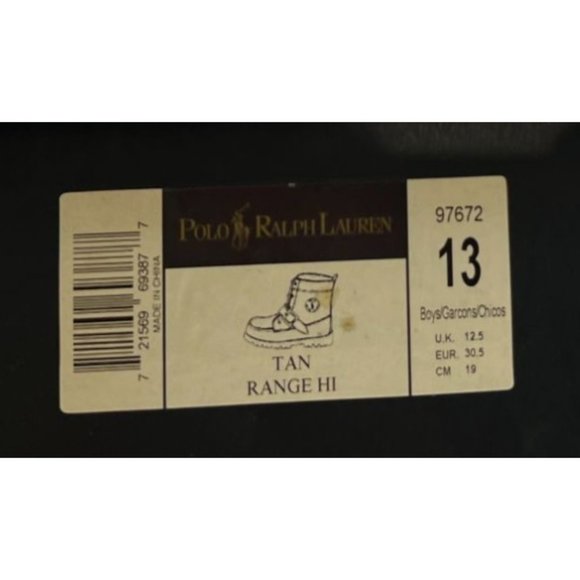 7 21569 69387 7
MADE IN CHINA
POLO RALPH LAUREN
TAN
RANGE HI
97672
13
Boys/Garcons/Chicos
U.K. 12.5
EUR. 30.5
CM 19